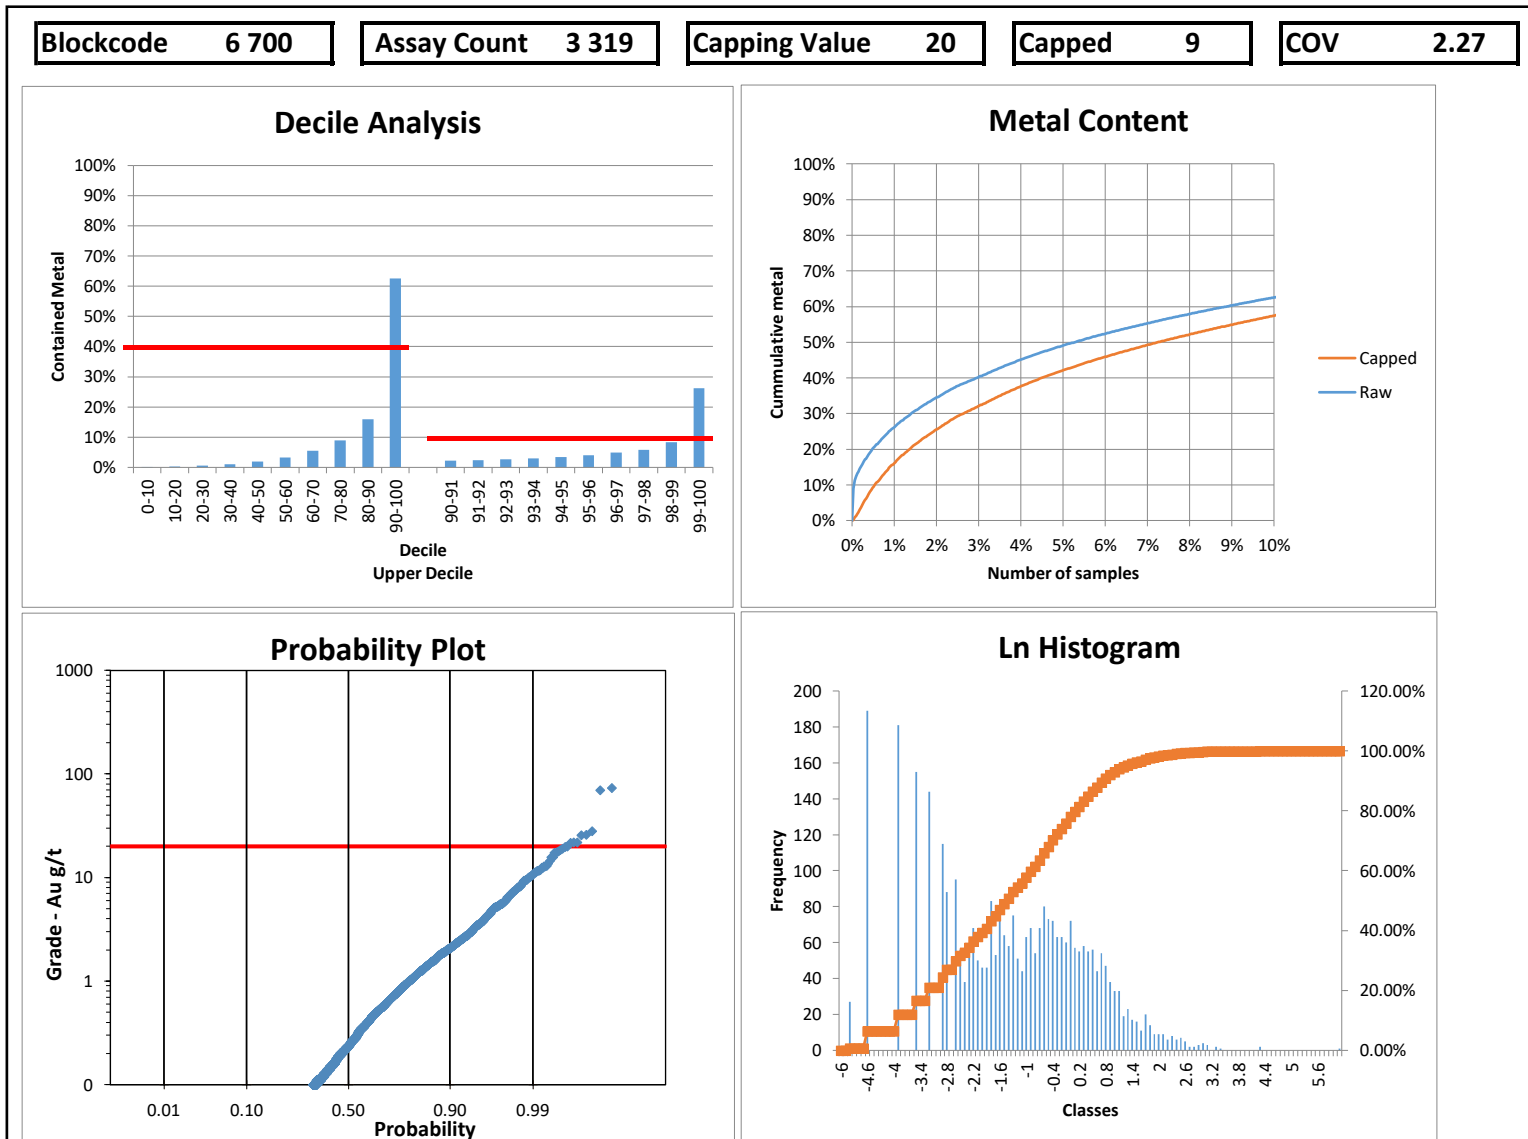 Blockcode 6 700 Assay Count 3 319 Capping Value 20 Capped 9 COV 2.27
Decile Analysis
100%
90%
80%
70%
60%
50%
40%
30%
20%
10%
0%
Contained Metal
0-10 10-20 20-30 30-40 40-50 50-60 60-70 70-80 80-90 90-100 90-91 91-92 92-93 93-94 94-95 95-96 96-97 97-98 98-99 99-100
Decile
Upper Decile
Metal Content
100%
90%
80%
70%
60%
50%
40%
30%
20%
10%
0%
Cummulative metal
0% 1% 2% 3% 4% 5% 6% 7% 8% 9% 10%
Number of samples
Capped
Raw
Probability Plot
1000
100
10
1
0
Grade - Au g/t
0.01 0.10 0.50 0.90 0.99
Probability
Ln Histogram
200
180
160
140
120
100
80
60
40
20
0
Frequency
120.00%
100.00%
80.00%
60.00%
40.00%
20.00%
0.00%
-6 -4.6 -4 -3.4 -2.8 -2.2 -1.6 -1 -0.4 0.2 0.8 1.4 2 2.6 3.2 3.8 4.4 5 5.6
Classes